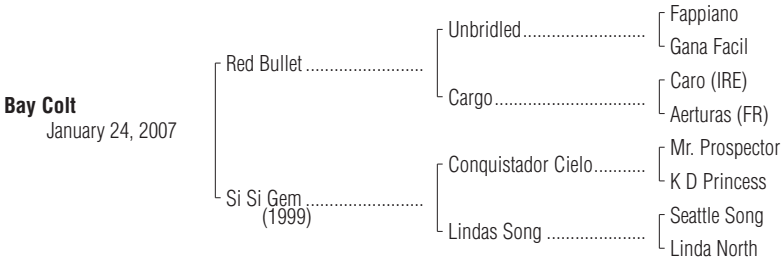 Bay Colt
January 24, 2007
Red Bullet ........................
Si Si Gem ........................
(1999)
Unbridled.........................
Cargo...............................
Conquistador Cielo...........
Lindas Song ....................
Fappiano
Gana Facil
Caro (IRE)
Aerturas (FR)
Mr. Prospector
K D Princess
Seattle Song
Linda North